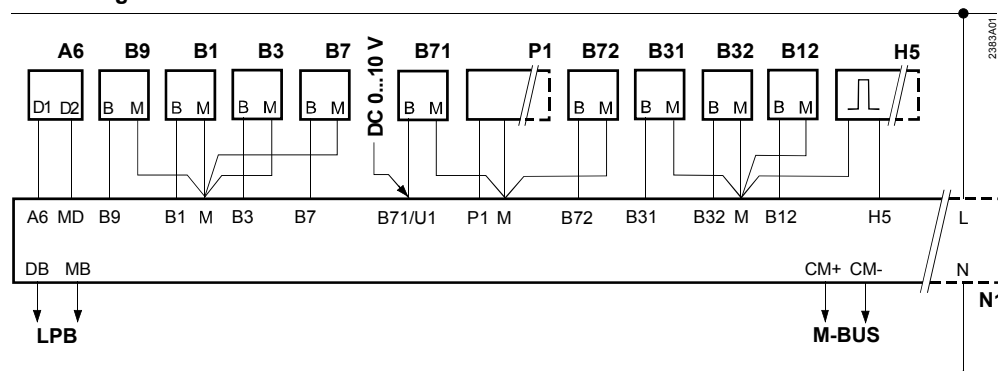 A6 B9 B1 B3 B7 DC 0...10 V B71 P1 B72 B31 B32 B12 H5 2383A01
D1 D2 B M B M B M B M B M B M B M B M B M
A6 MD B9 B1 M B3 B7 B71/U1 P1 M B72 B31 B32 M B12 H5 L
DB MB CM+ CM- N
N1
LPB M-BUS